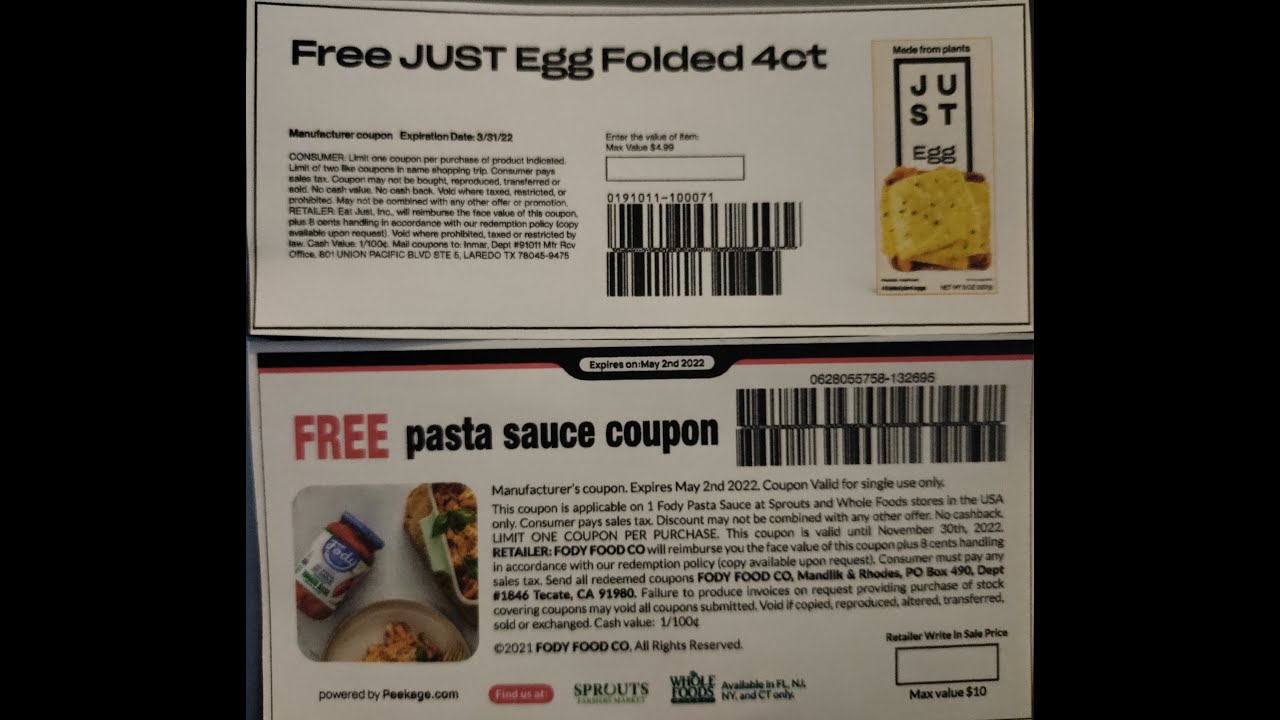 Free JUST Egg Folded 4ct
Manufacturer coupon Expiration Date: 3/31/22
CONSUMER: Limit one coupon per purchase of product indicated.
Limit of two like coupons in same shopping trip. Consumer pays
sales tax. Coupon may not be bought, reproduced, transferred or
sold. No cash value. No cash back. Void where taxed, restricted, or
prohibited. May not be combined with any other offer or promotion.
RETAILER: Eat Just, Inc., will reimburse the face value of this coupon,
plus 8 cents handling in accordance with our redemption policy (copy
available upon request). Void where prohibited, taxed or restricted by
law. Cash Value: 1/100¢. Mail coupons to: Inmar, Dept #91011 Mfr Rcv
Office, 801 UNION PACIFIC BLVD STE 5, LAREDO TX 78045-9475
Enter the value of item:
Max Value $4.99
0191011-100071
Made from plants
JU
ST
Egg
Expires on:May 2nd 2022
0628055758-132695
FREE pasta sauce coupon
Manufacturer's coupon. Expires May 2nd 2022. Coupon Valid for single use only.
This coupon is applicable on 1 Fody Pasta Sauce at Sprouts and Whole Foods stores in the USA
only. Consumer pays sales tax. Discount may not be combined with any other offer. No cashback.
LIMIT ONE COUPON PER PURCHASE. This coupon is valid until November 30th, 2022.
RETAILER: FODY FOOD CO will reimburse you the face value of this coupon plus 8 cents handling
in accordance with our redemption policy (copy available upon request). Consumer must pay any
sales tax. Send all redeemed coupons FODY FOOD CO, Mandlik & Rhodes, PO Box 490, Dept
#1846 Tecate, CA 91980. Failure to produce invoices on request providing purchase of stock
covering coupons may void all coupons submitted. Void if copied, reproduced, altered, transferred,
sold or exchanged. Cash value: 1/100¢
©2021 FODY FOOD CO, All Rights Reserved.
Fody
Retailer Write In Sale Price
Max value $10
powered by Peekage.com
Find us at:
SPROUTS
FARMERS MARKET
WHOLE
FOODS
Available in FL, NJ,
NY, and CT only.